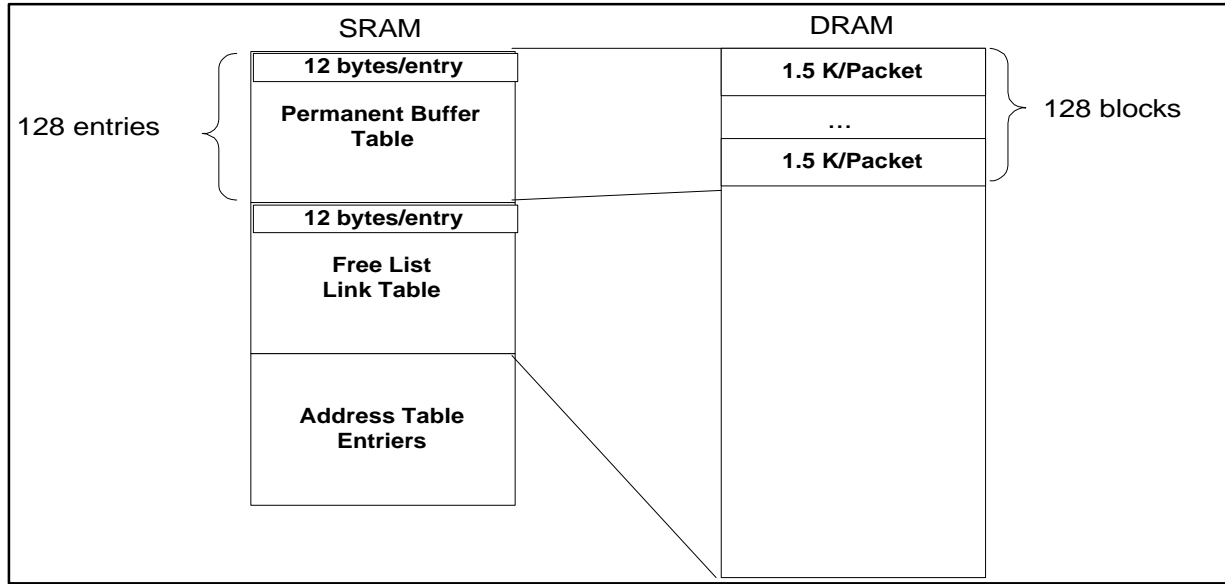 SRAM
DRAM
12 bytes/entry
1.5 K/Packet
Permanent Buffer
Table
128 entries
128 blocks
...
1.5 K/Packet
12 bytes/entry
Free List
Link Table
Address Table
Entriers